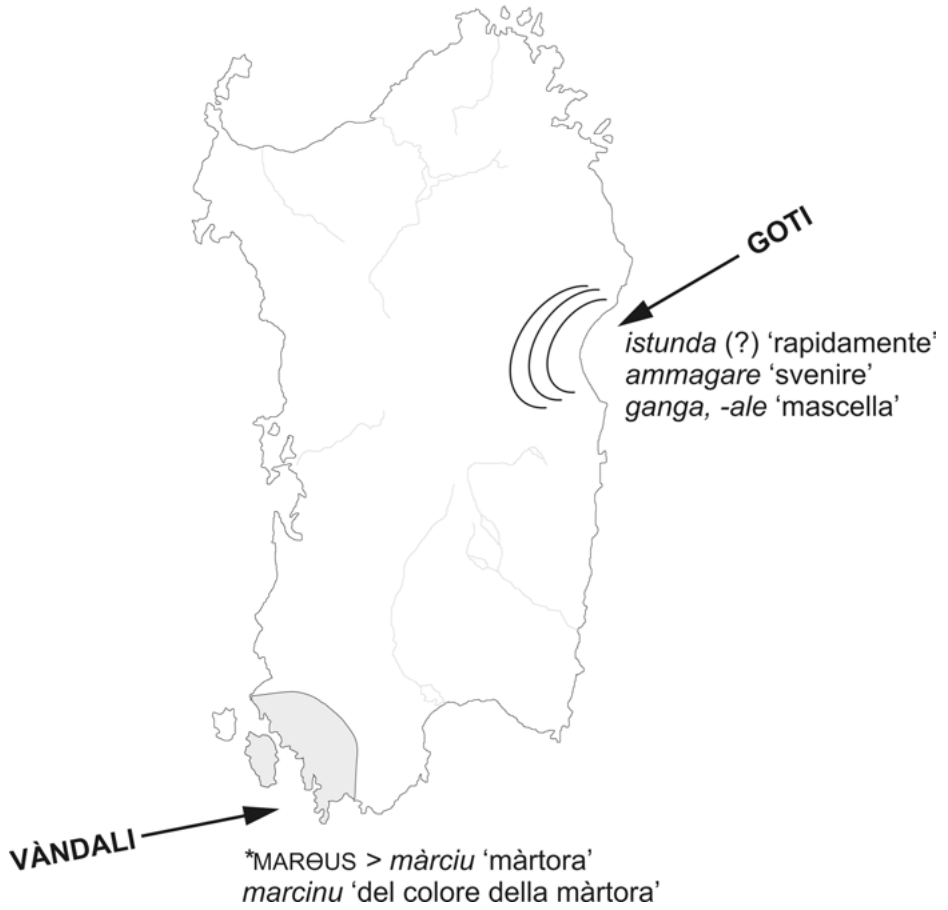 GOTI
istunda (?) ‘rapidamente’
ammagare ‘svenire’
ganga, -ale ‘mascella’
VÀNDALI
*MARΘUS > màrciu ‘màrtora’
marcinu ‘del colore della màrtora’